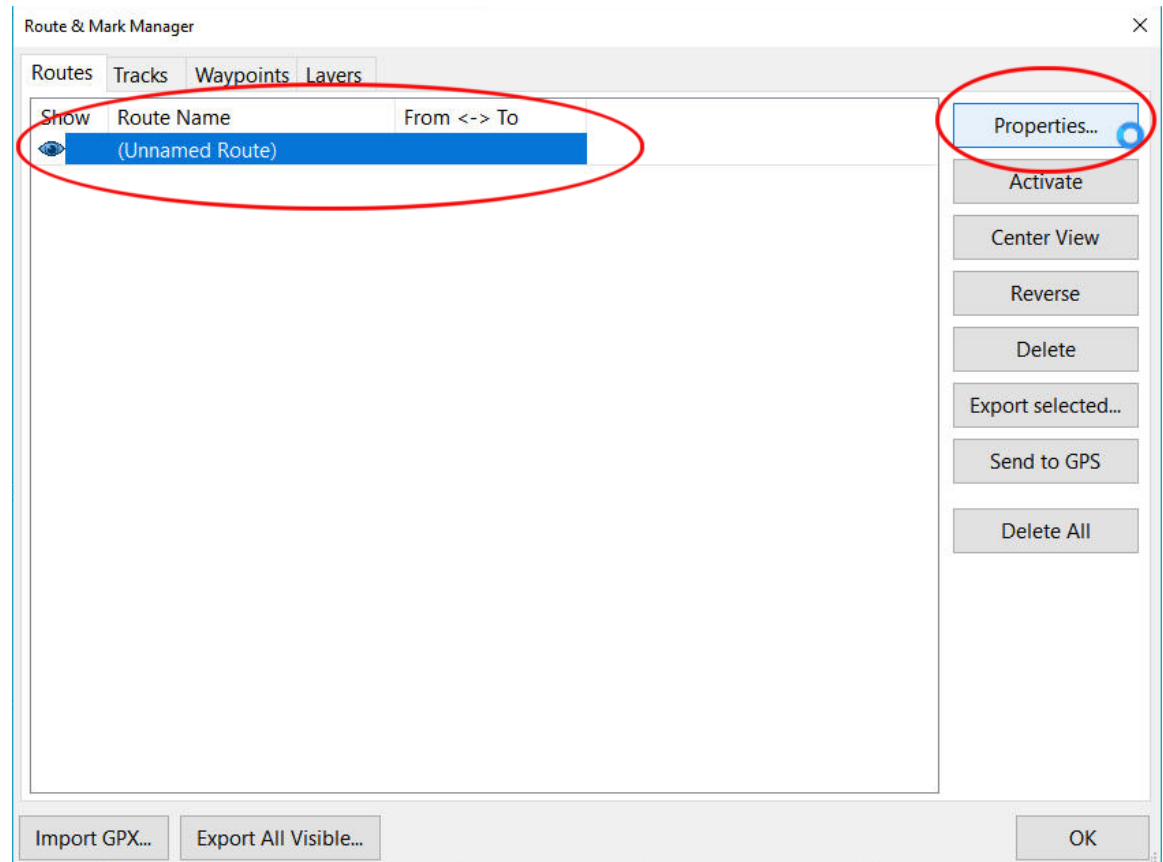 Route & Mark Manager
Routes Tracks Waypoints Layers
Show Route Name From <-> To
(Unnamed Route)
Properties...
Activate
Center View
Reverse
Delete
Export selected...
Send to GPS
Delete All
Import GPX... Export All Visible... OK